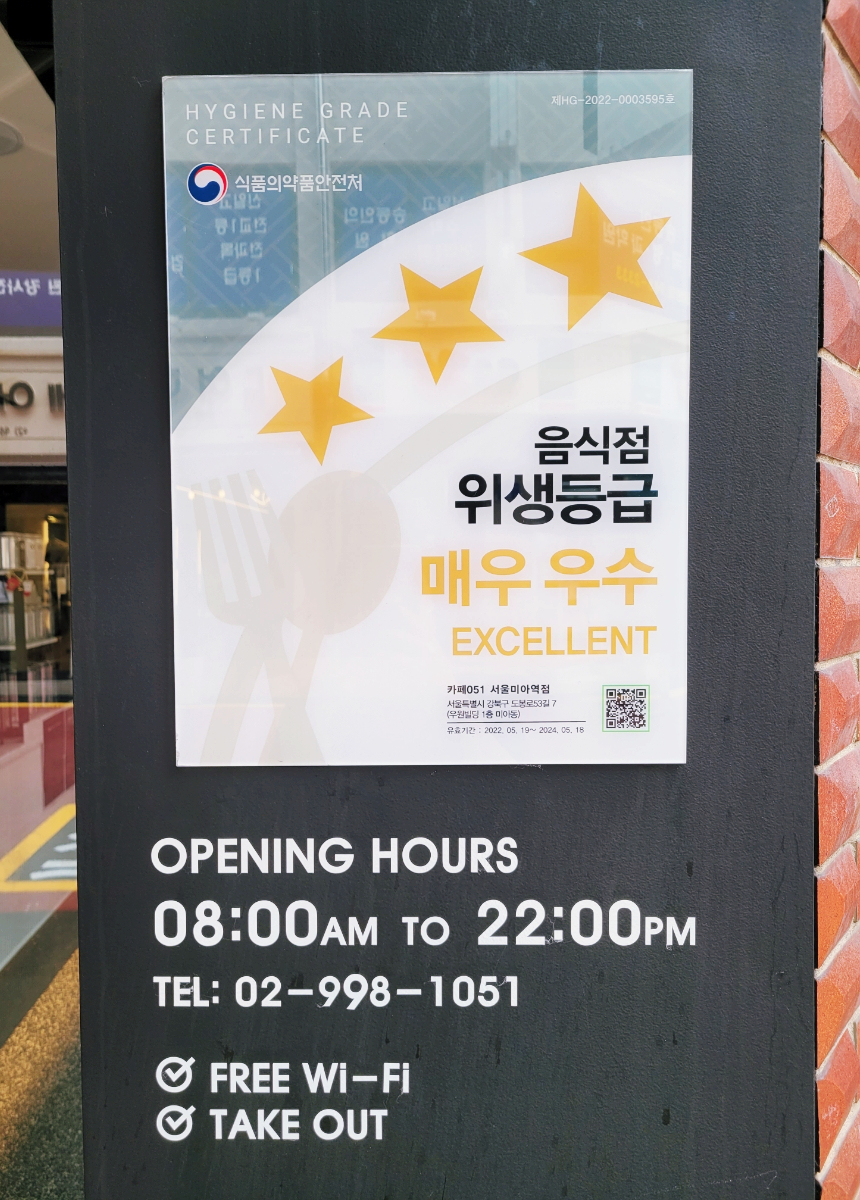 HYGIENE GRADE
CERTIFICATE
제HG-2022-0003595호
식품의약품안전처
음식점
위생등급
매우 우수
EXCELLENT
카페051 서울미아역점
서울특별시 강북구 도봉로53길 7
(우원빌딩 1층 미아동)
유효기간 : 2022. 05. 19~ 2024. 05. 18
OPENING HOURS
08:00AM TO 22:00PM
TEL: 02-998-1051
FREE Wi-Fi
TAKE OUT